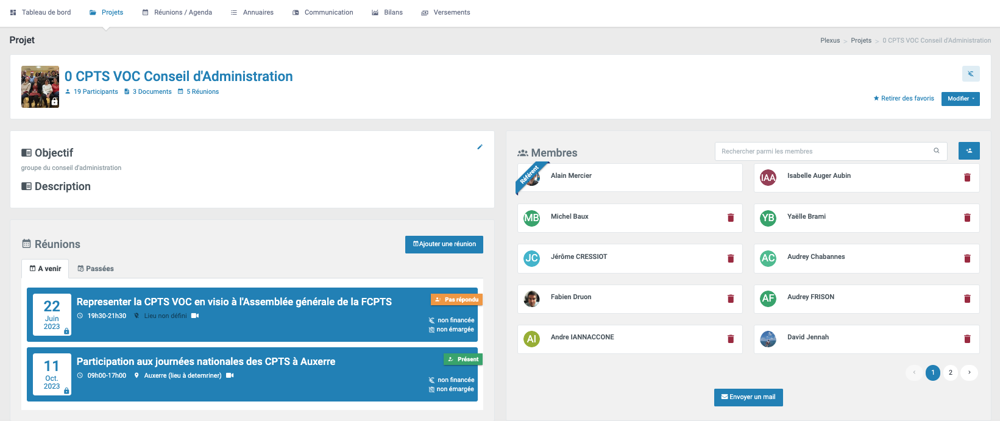 Tableau de bord Projets Réunions / Agenda Annuaires Communication Bilans Versements
Projet
Plexus > Projets > 0 CPTS VOC Conseil d'Administration
0 CPTS VOC Conseil d'Administration
19 Participants 3 Documents 5 Réunions
Retirer des favoris
Modifier
Objectif
groupe du conseil d'administration
Description
Réunions
Ajouter une réunion
A venir
Passées
22
Juin
2023
Representer la CPTS VOC en visio à l'Assemblée générale de la FCPTS
19h30-21h30 Lieu non défini
Pas répondu
non financée
non émargée
11
Oct.
2023
Participation aux journées nationales des CPTS à Auxerre
09h00-17h00 Auxerre (lieu à detemriner)
Présent
non financée
non émargée
Membres
Rechercher parmi les membres
Référent
Alain Mercier
IAA Isabelle Auger Aubin
MB Michel Baux
YB Yaëlle Brami
JC Jérôme CRESSIOT
AC Audrey Chabannes
Fabien Druon
AF Audrey FRISON
AI Andre IANNACCONE
David Jennah
‹ 1 2 ›
Envoyer un mail